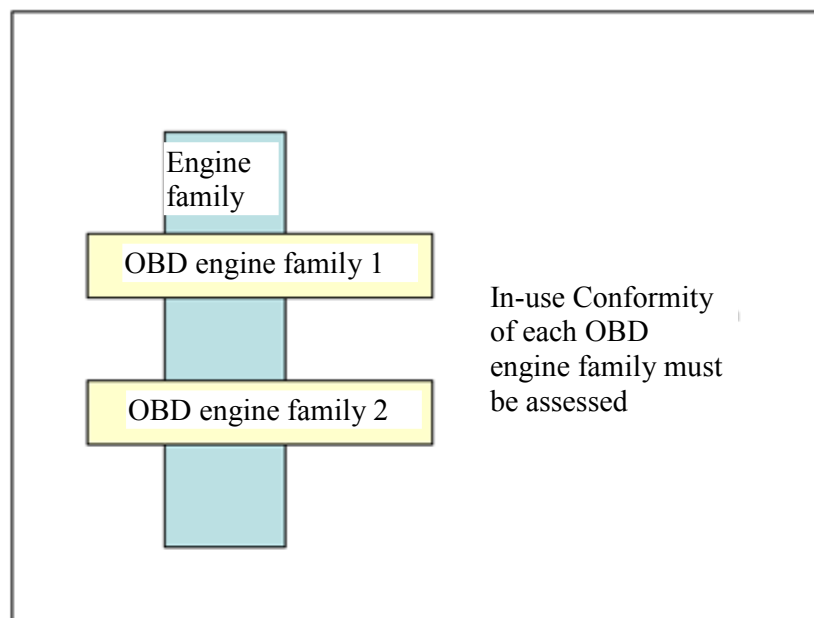 Engine
family
OBD engine family 1
OBD engine family 2
In-use Conformity
of each OBD
engine family must
be assessed